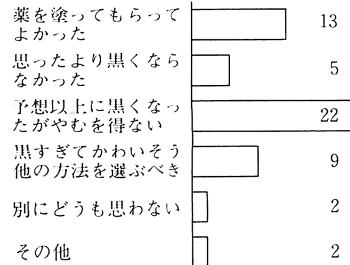 薬を塗ってもらって
よかった
13
思ったより黒くなら
なかった
5
予想以上に黒くなっ
たがやむを得ない
22
黒すぎてかわいそう
他の方法を選ぶべき
9
別にどうも思わない
2
その他
2